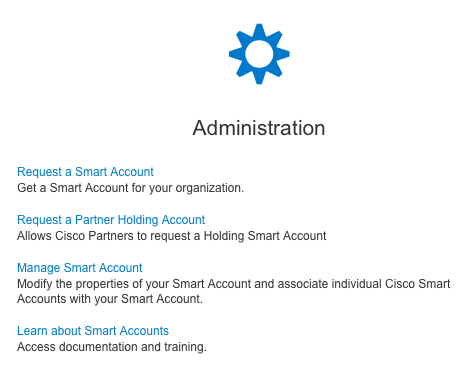 Administration
Request a Smart Account
Get a Smart Account for your organization.
Request a Partner Holding Account
Allows Cisco Partners to request a Holding Smart Account
Manage Smart Account
Modify the properties of your Smart Account and associate individual Cisco Smart
Accounts with your Smart Account.
Learn about Smart Accounts
Access documentation and training.